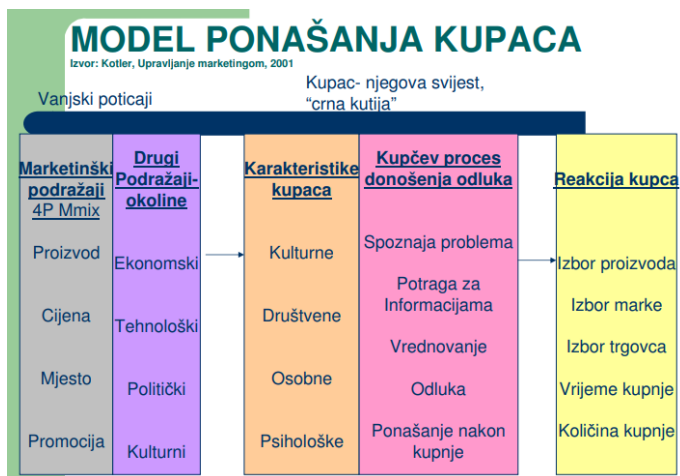 MODEL PONAŠANJA KUPACA
Izvor: Kotler, Upravljanje marketingom, 2001
Vanjski poticaji
Kupac- njegova svijest,
“crna kutija”
Marketinški
podražaji
4P Mmix
Proizvod
Cijena
Mjesto
Promocija
Drugi
Podražaji-
okoline
Ekonomski
Tehnološki
Politički
Kulturni
Karakteristike
kupaca
Kulturne
Društvene
Osobne
Psihološke
Kupčev proces
donošenja odluka
Spoznaja problema
Potraga za
Informacijama
Vrednovanje
Odluka
Ponašanje nakon
kupnje
Reakcija kupca
Izbor proizvoda
Izbor marke
Izbor trgovca
Vrijeme kupnje
Količina kupnje